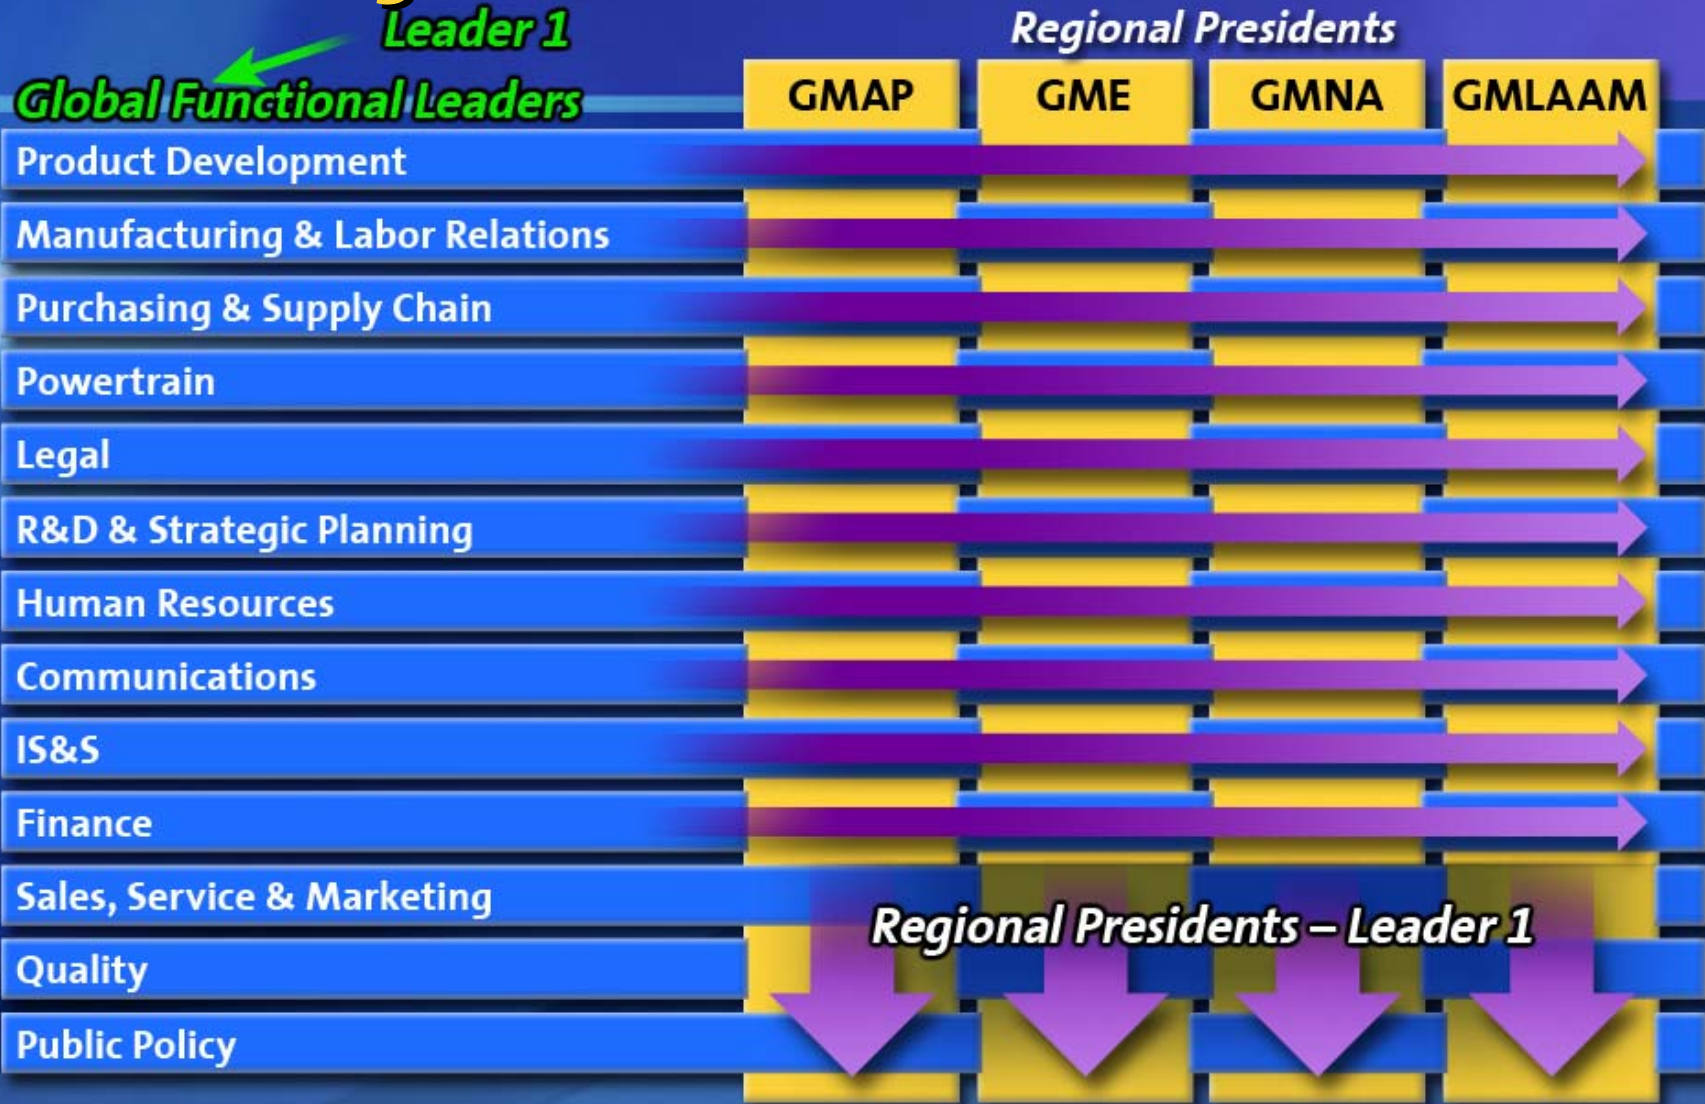 Leader 1
Regional Presidents
Global Functional Leaders
GMAP GME GMNA GMLAAM
Product Development
Manufacturing & Labor Relations
Purchasing & Supply Chain
Powertrain
Legal
R&D & Strategic Planning
Human Resources
Communications
IS&S
Finance
Sales, Service & Marketing
Regional Presidents – Leader 1
Quality
Public Policy